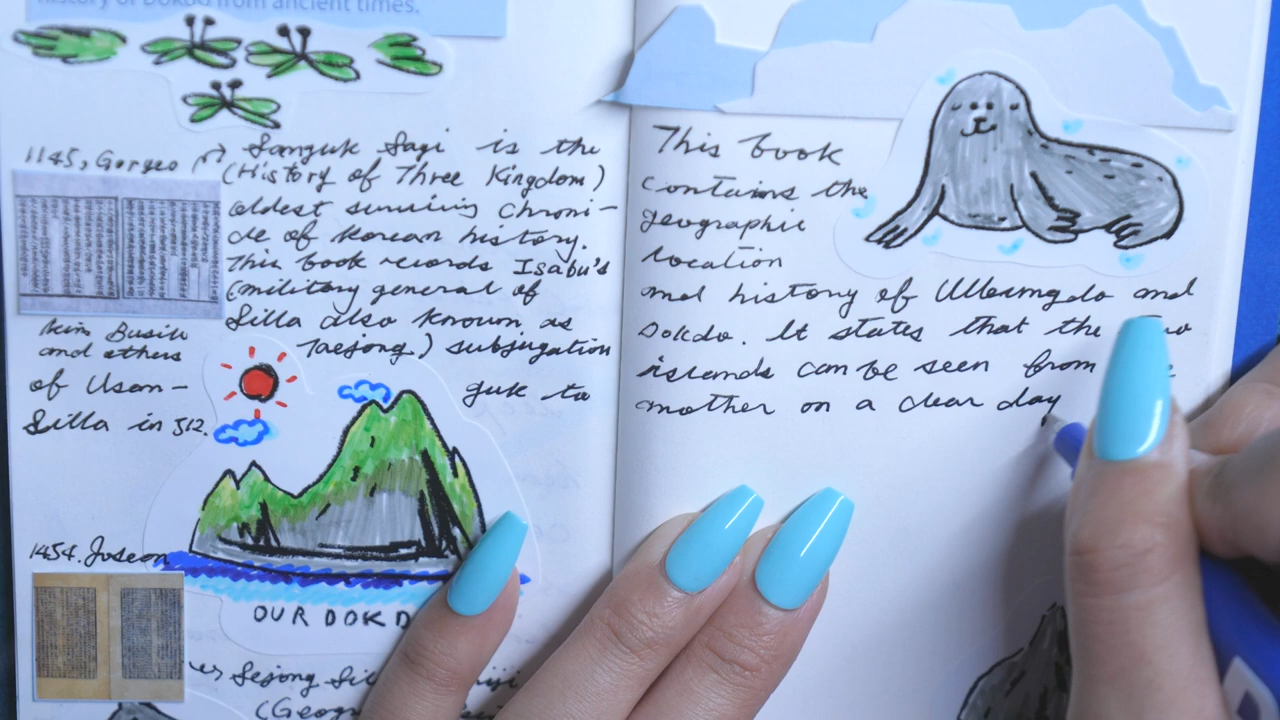 history of Dokdo from ancient times.
1145, Goryeo
Samguk Sagi is the
(History of Three Kingdom)
oldest surviving chroni-
cle of Korean history.
This book records Isabu's
(military general of
Silla also known as
Taejong) subjugation
Kim Busik
and others
of Usan-
guk to
Silla in 512.
1454. Joseon
OUR DOKD
Sejong Sil
(Geog
This book
contains the
geographic
location
and history of Ulleungdo and
Dokdo. It states that the
islands can be seen from
another on a clear day